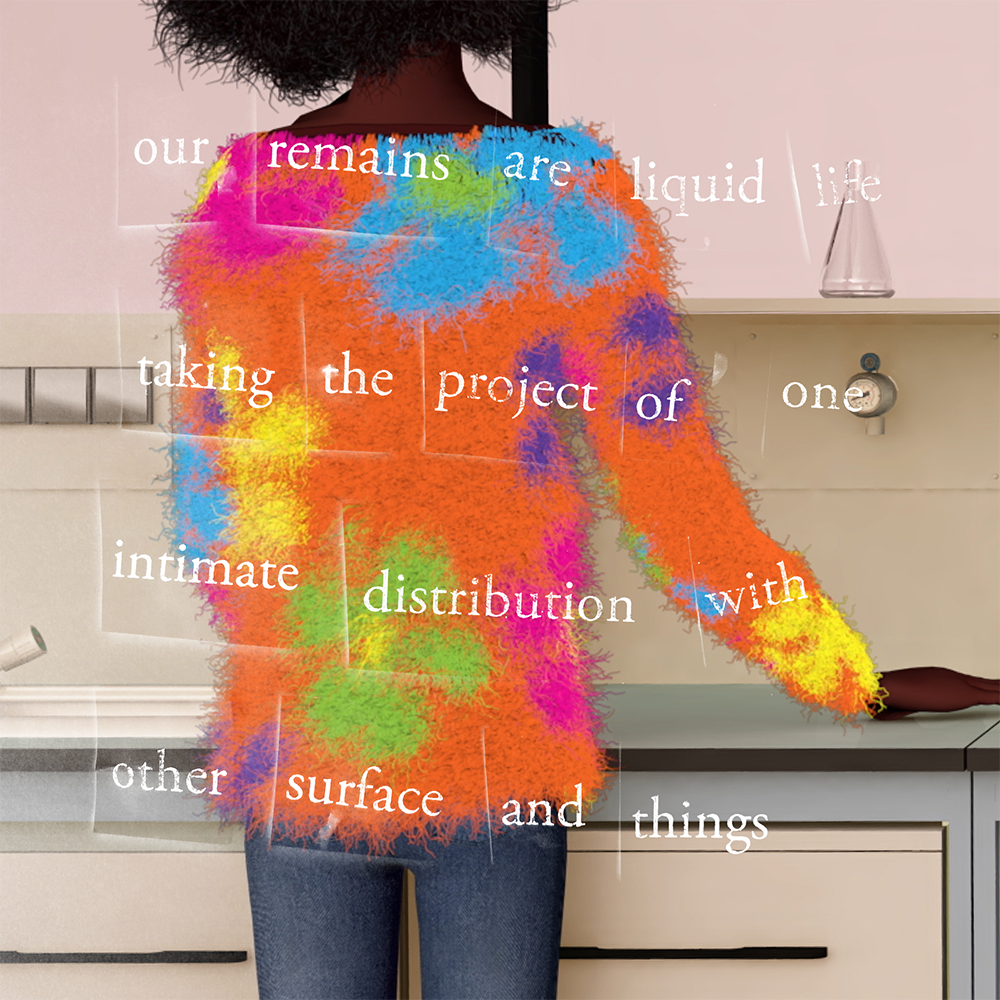 our remains are liquid life
taking the project of one
intimate distribution with
other surface and things